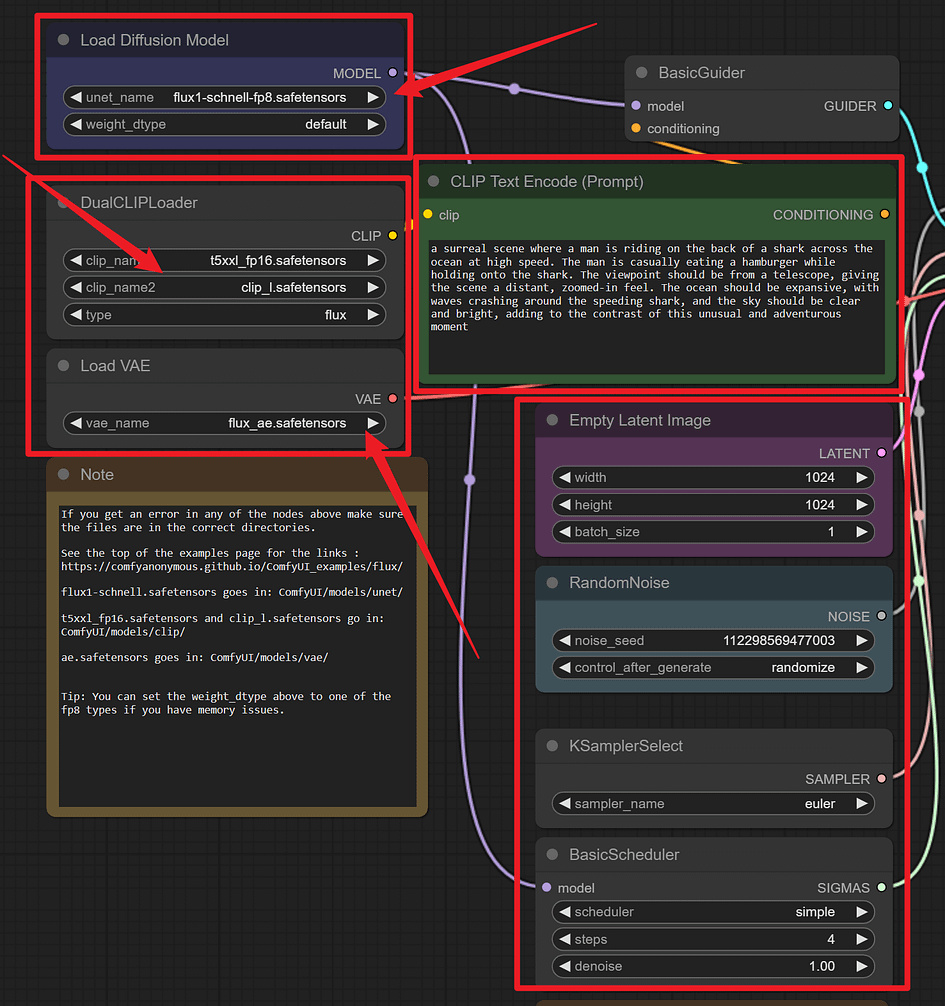 Load Diffusion Model
MODEL
unet_name flux1-schnell-fp8.safetensors
weight_dtype default
BasicGuider
model GUIDER
conditioning
DualCLIPLoader
CLIP
t5xxl_fp16.safetensors
clip_name2 clip_l.safetensors
type flux
CLIP Text Encode (Prompt)
clip CONDITIONING
a surreal scene where a man is riding on the back of a shark across the
ocean at high speed. The man is casually eating a hamburger while
holding onto the shark. The viewpoint should be from a telescope, giving
the scene a distant, zoomed-in feel. The ocean should be expansive, with
waves crashing around the speeding shark, and the sky should be clear
and bright, adding to the contrast of this unusual and adventurous
moment
Load VAE
VAE
vae_name flux_ae.safetensors
Note
If you get an error in any of the nodes above make sure
the files are in the correct directories.
See the top of the examples page for the links :
https://comfyanonymous.github.io/ComfyUI_examples/flux/
flux1-schnell.safetensors goes in: ComfyUI/models/unet/
t5xxl_fp16.safetensors and clip_l.safetensors go in:
ComfyUI/models/clip/
ae.safetensors goes in: ComfyUI/models/vae/
Tip: You can set the weight_dtype above to one of the
fp8 types if you have memory issues.
Empty Latent Image
LATENT
width 1024
height 1024
batch_size 1
RandomNoise
NOISE
noise_seed 112298569477003
control_after_generate randomize
KSamplerSelect
SAMPLER
sampler_name euler
BasicScheduler
model SIGMAS
scheduler simple
steps 4
denoise 1.00